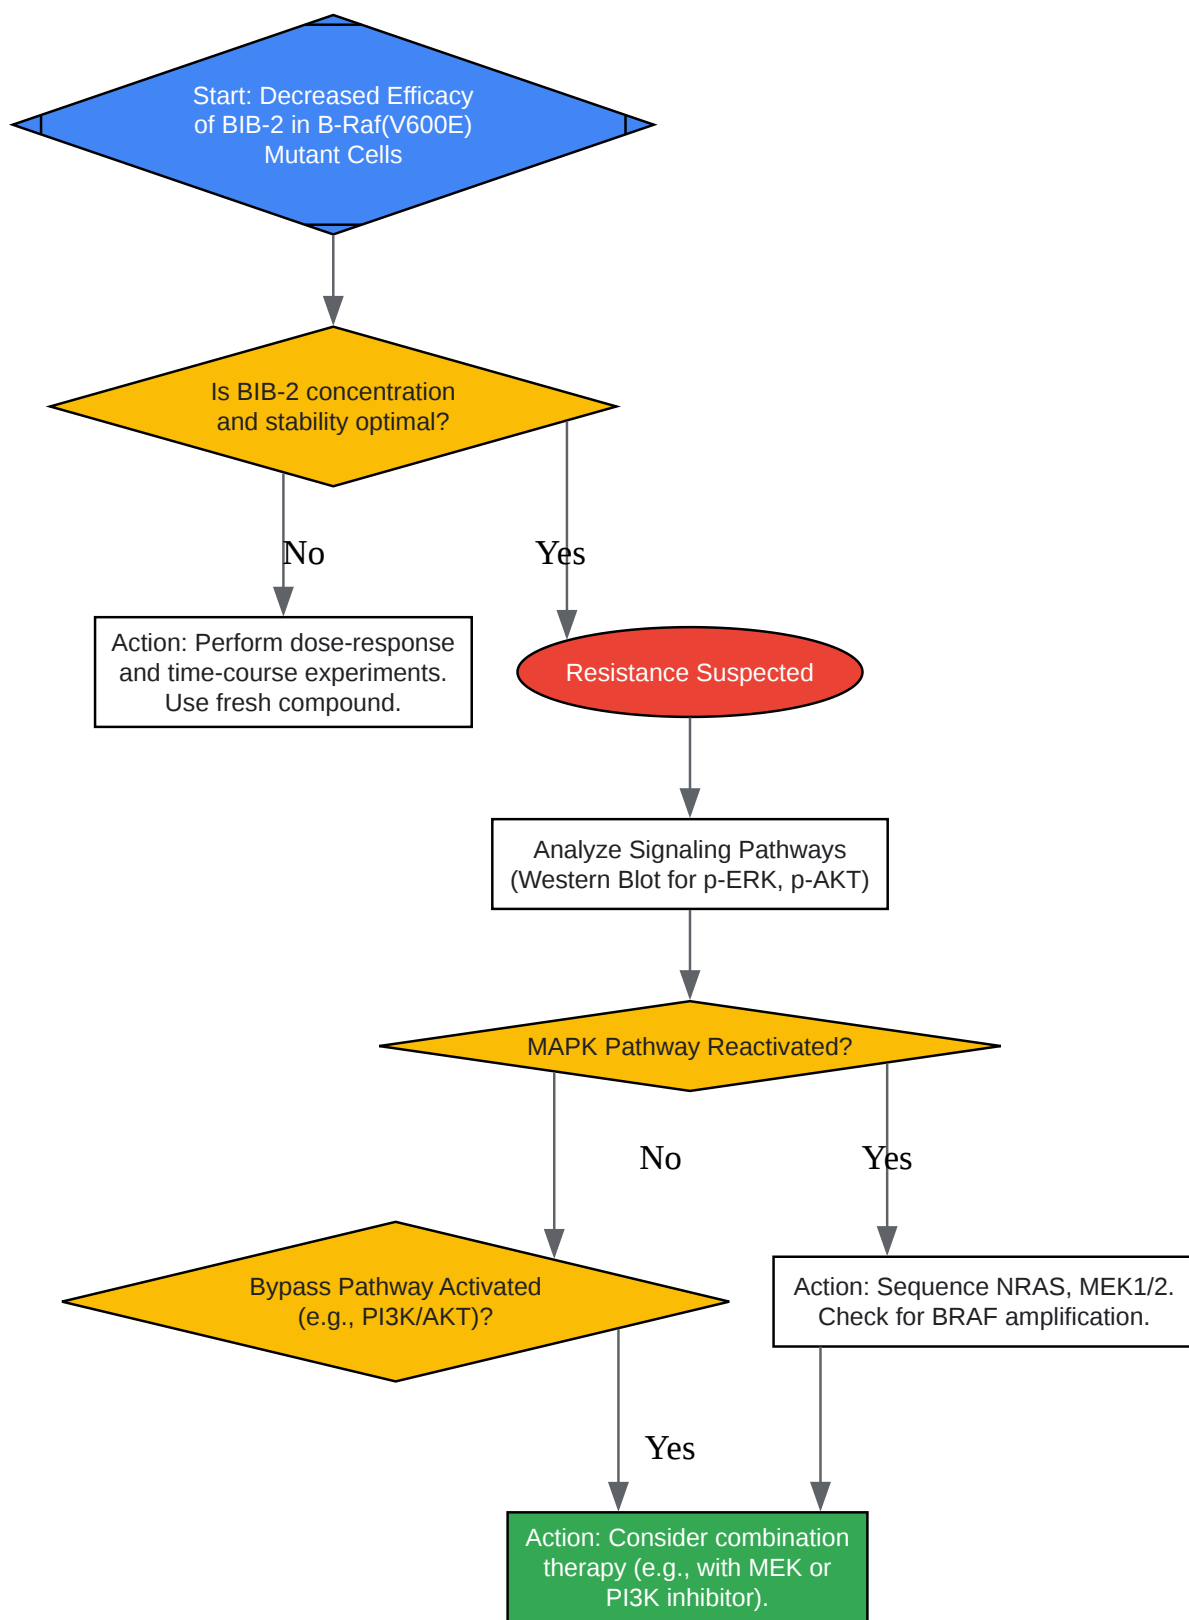 Start: Decreased Efficacy
of BIB-2 in B-Raf(V600E)
Mutant Cells
Is BIB-2 concentration
and stability optimal?
No
Yes
Action: Perform dose-response
and time-course experiments.
Use fresh compound.
Resistance Suspected
Analyze Signaling Pathways
(Western Blot for p-ERK, p-AKT)
MAPK Pathway Reactivated?
No
Yes
Bypass Pathway Activated
(e.g., PI3K/AKT)?
Action: Sequence NRAS, MEK1/2.
Check for BRAF amplification.
Yes
Action: Consider combination
therapy (e.g., with MEK or
PI3K inhibitor).